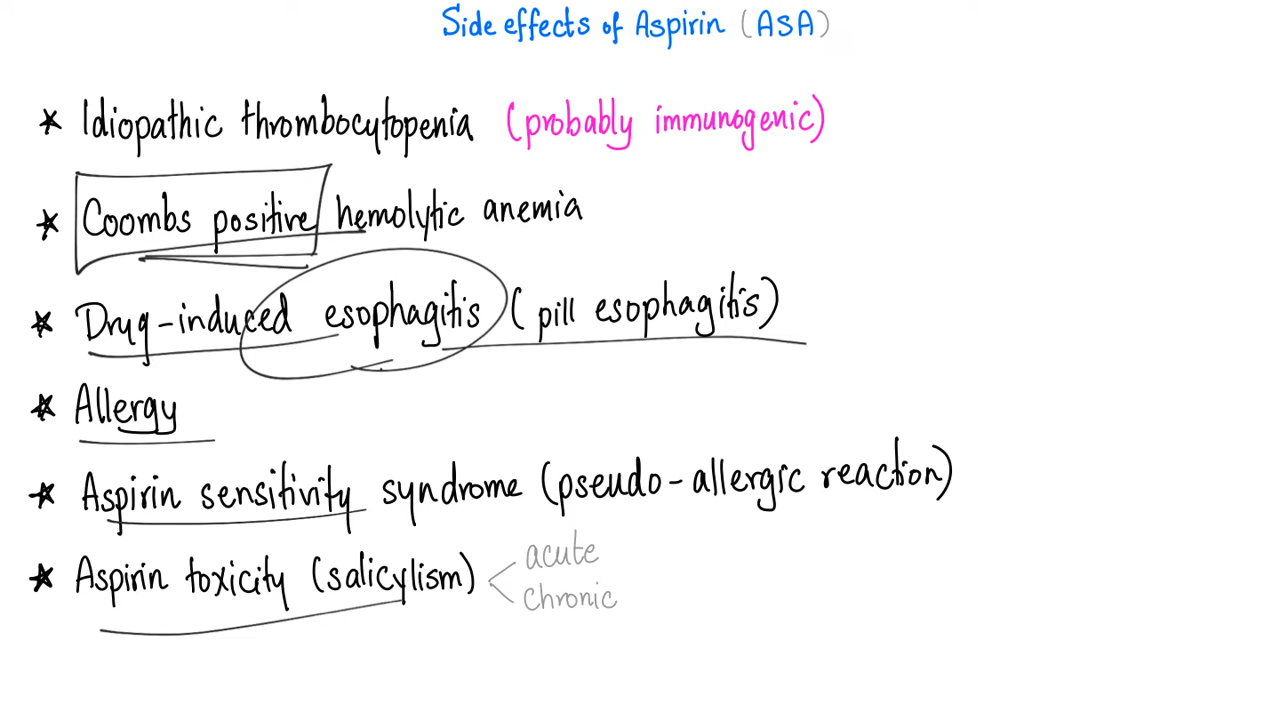 Side effects of Aspirin (ASA)
* Idiopathic thrombocytopenia (probably immunogenic)
* Coombs positive hemolytic anemia
* Drug-induced esophagitis (pill esophagitis)
* Allergy
* Aspirin sensitivity syndrome (pseudo-allergic reaction)
* Aspirin toxicity (salicylism) < acute
chronic